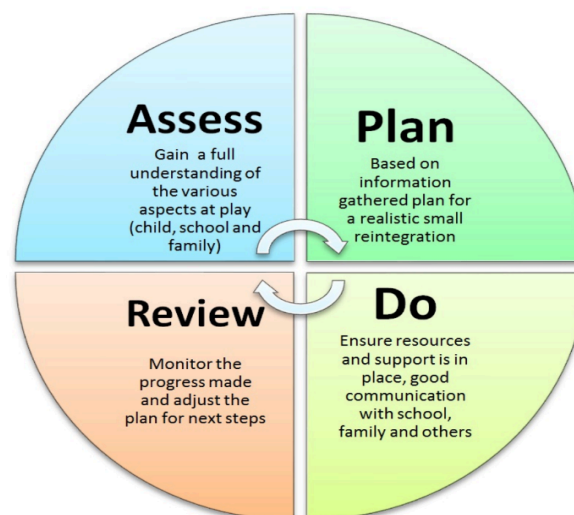 Assess
Gain a full
understanding of
the various
aspects at play
(child, school and
family)
Plan
Based on
information
gathered plan for
a realistic small
reintegration
Review
Monitor the
progress made
and adjust the
plan for next steps
Do
Ensure resources
and support is in
place, good
communication
with school,
family and others